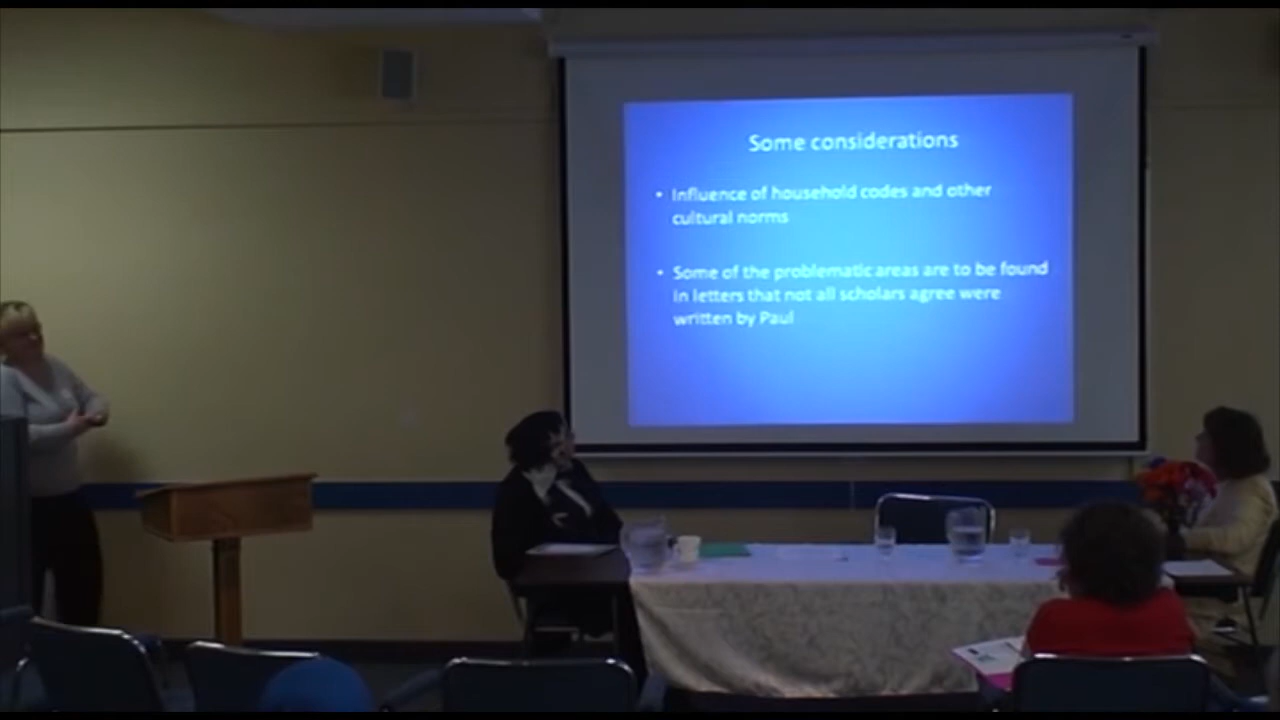 Some considerations
• Influence of household codes and other
cultural norms
• Some of the problematic areas are to be found
in letters that not all scholars agree were
written by Paul